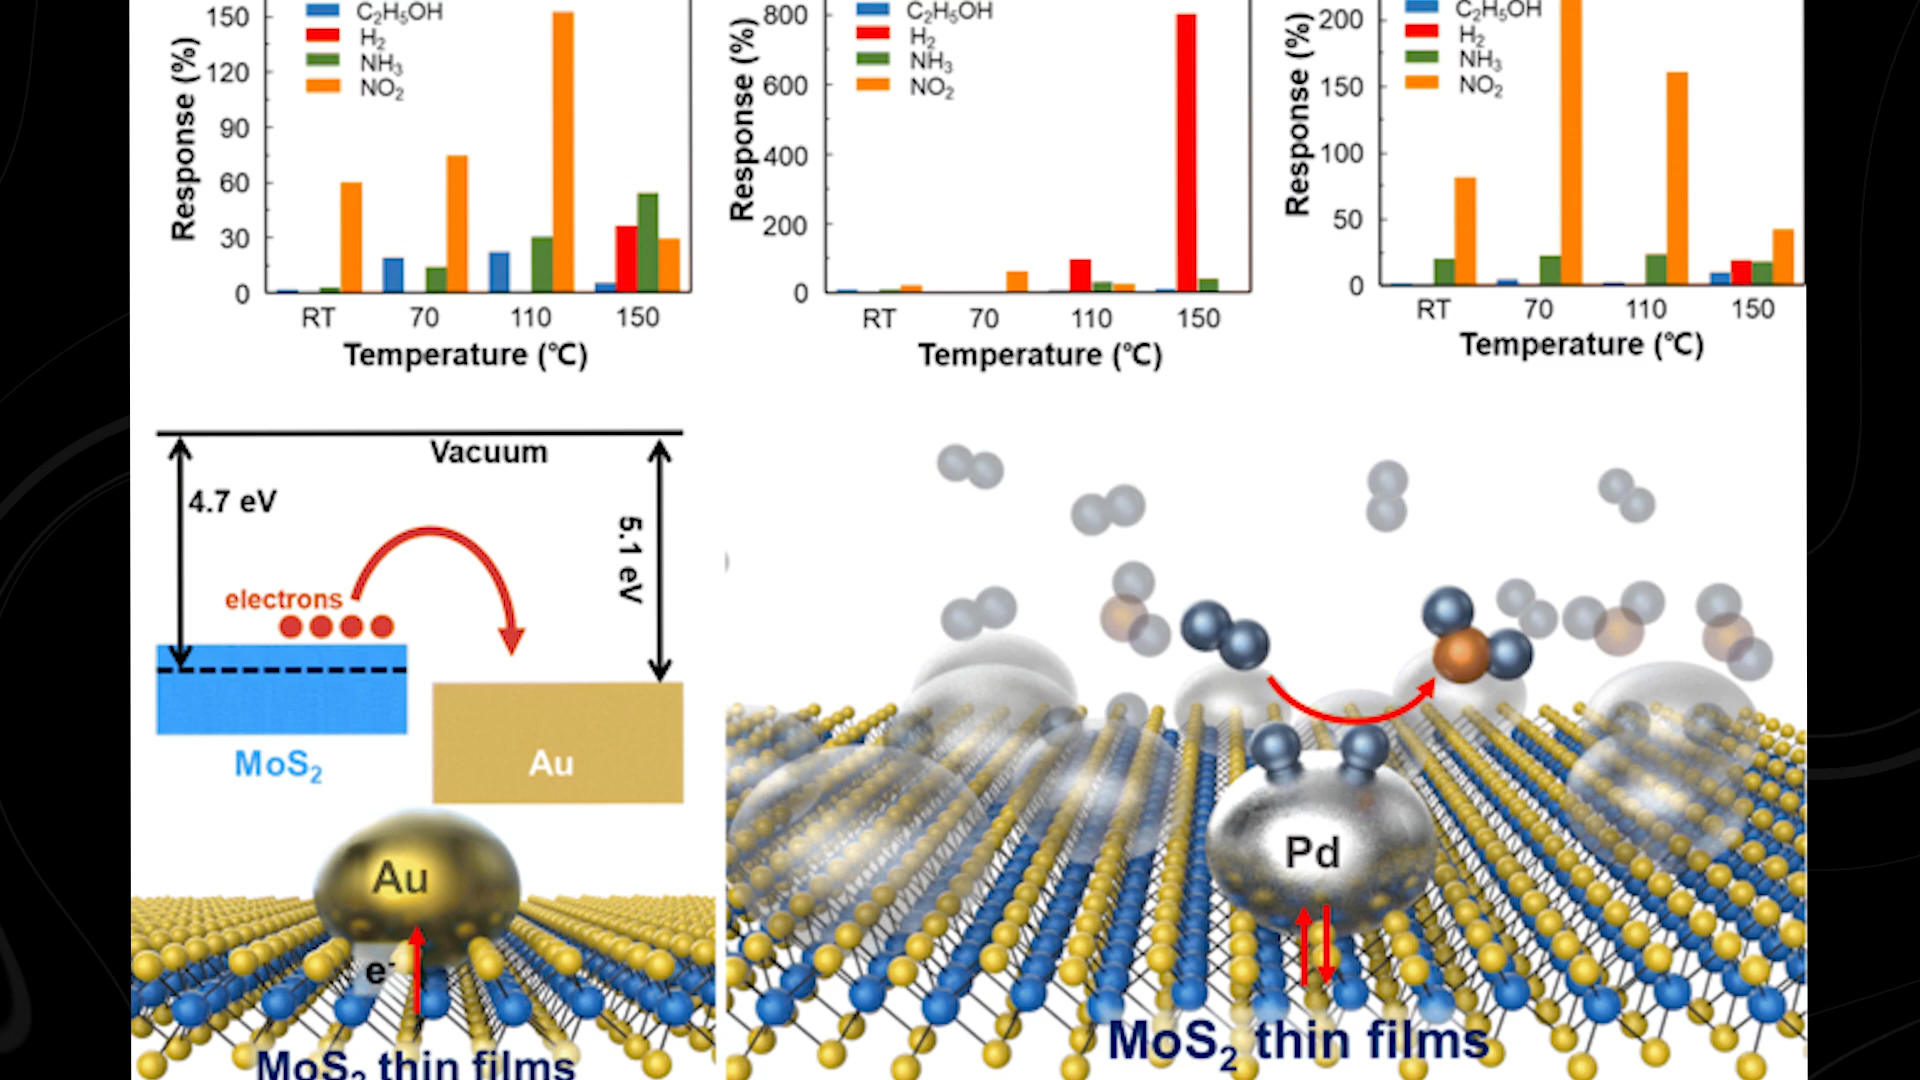 Response (%)
150
120
90
60
30
0
C₂H₅OH
H₂
NH₃
NO₂
RT 70 110 150
Temperature (℃)
Response (%)
800
600
400
200
0
C₂H₅OH
H₂
NH₃
NO₂
RT 70 110 150
Temperature (℃)
Response (%)
200
150
100
50
0
C₂H₅OH
H₂
NH₃
NO₂
RT 70 110 150
Temperature (℃)
Vacuum
4.7 eV
5.1 eV
electrons
MoS₂
Au
Au
e⁻
MoS₂ thin films
Pd
MoS₂ thin films